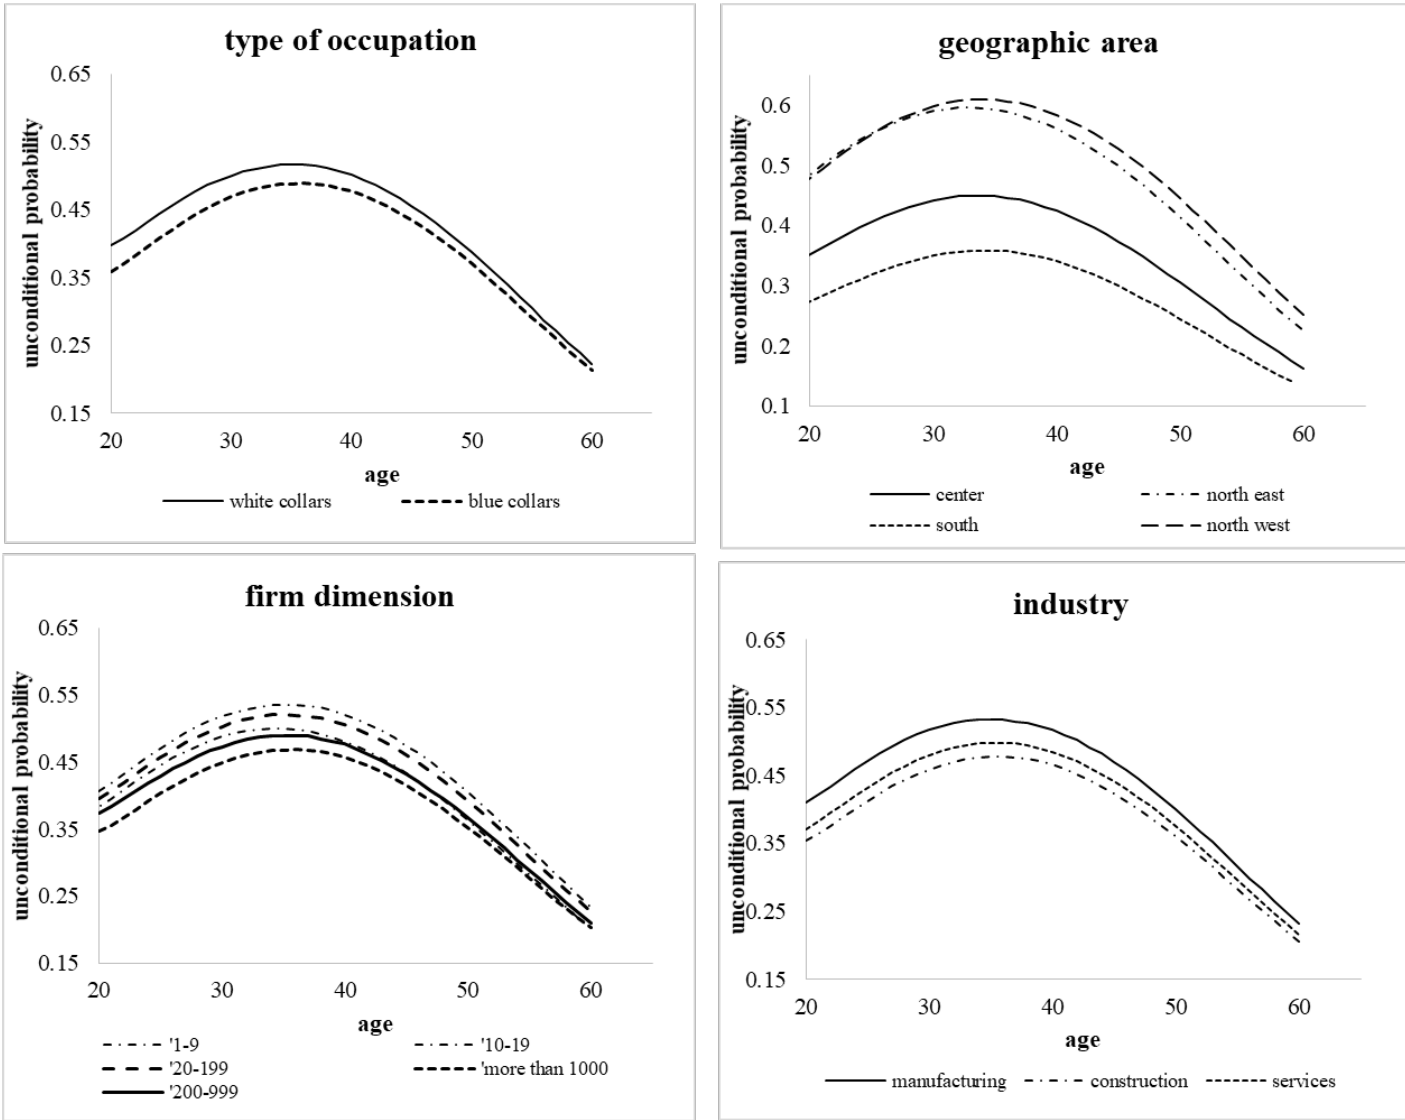 type of occupation
unconditional probability
0.65
0.55
0.45
0.35
0.25
0.15
20 30 40 50 60
age
white collars blue collars
geographic area
unconditional probability
0.6
0.5
0.4
0.3
0.2
0.1
20 30 40 50 60
age
center north east
south north west
firm dimension
unconditional probability
0.65
0.55
0.45
0.35
0.25
0.15
20 30 40 50 60
age
'1-9 '10-19
'20-199 'more than 1000
'200-999
industry
unconditional probability
0.65
0.55
0.45
0.35
0.25
0.15
20 30 40 50 60
age
manufacturing construction services